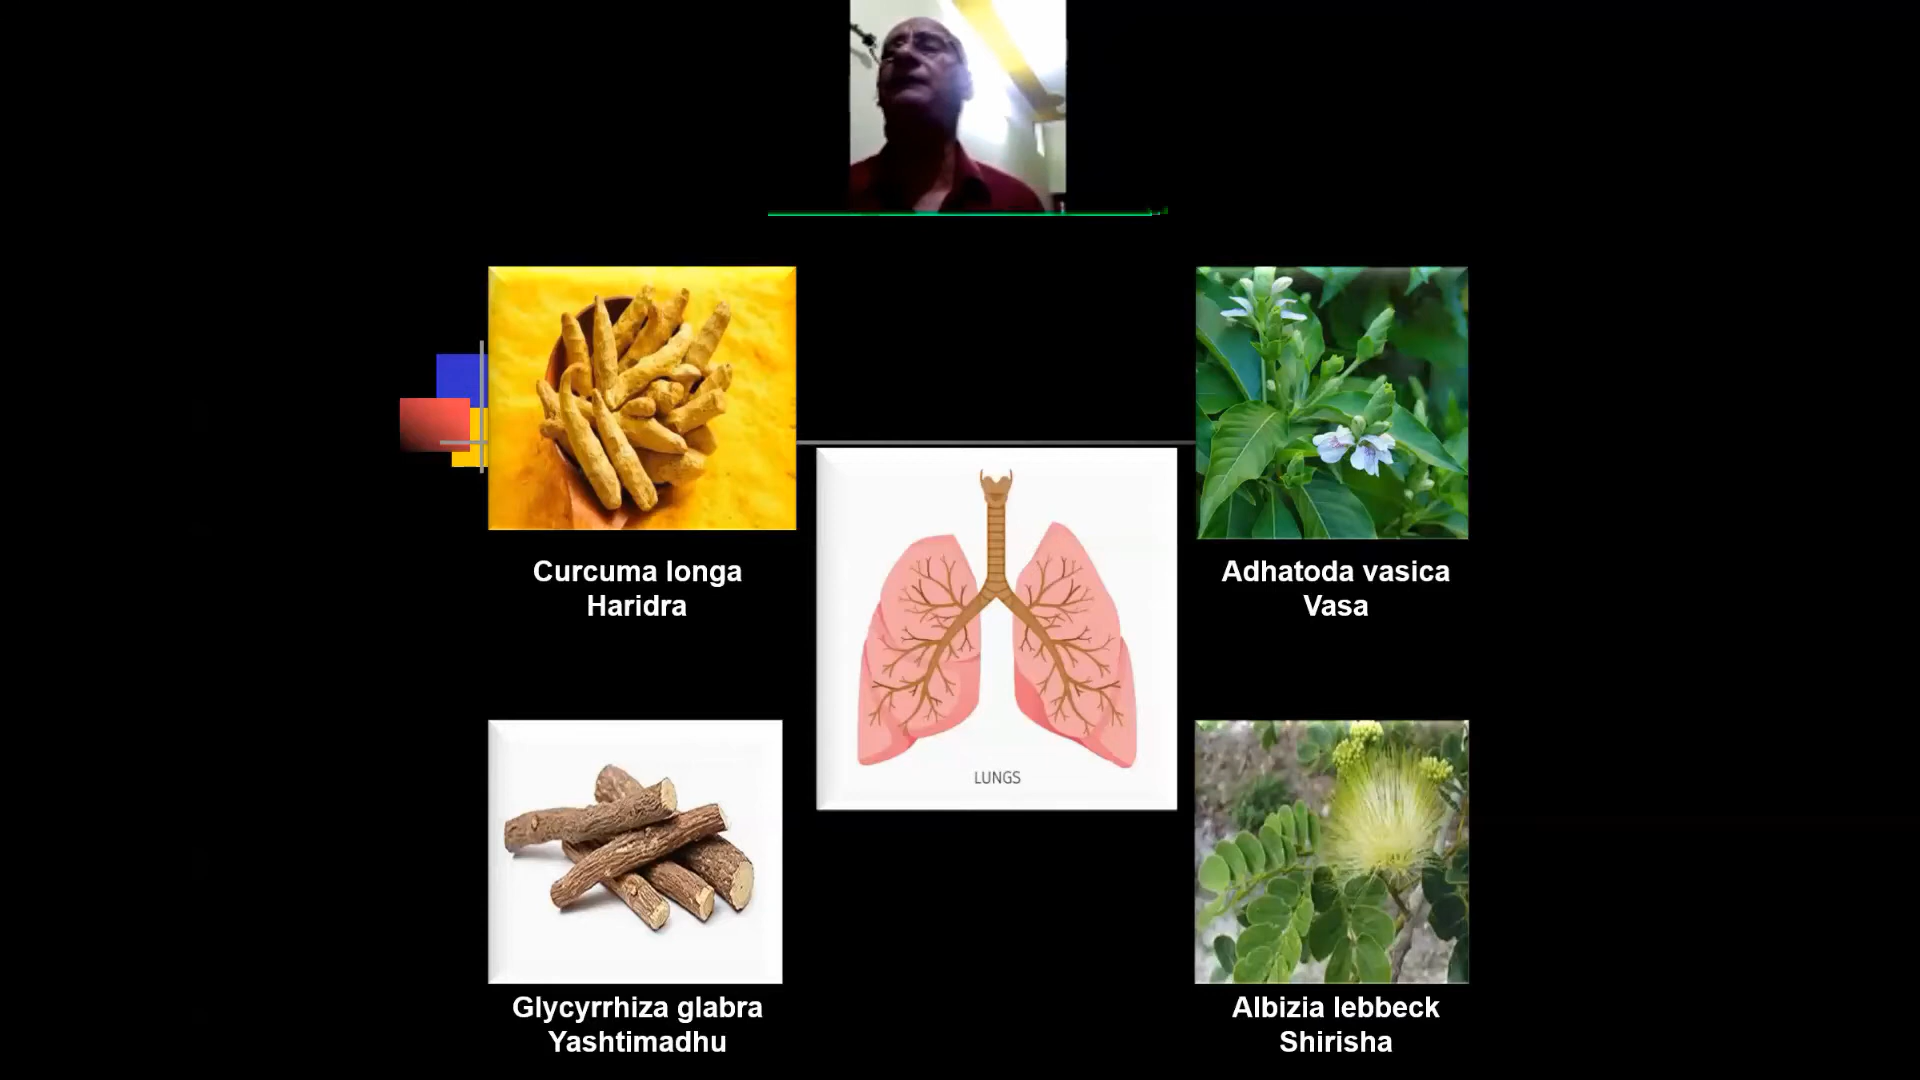 Curcuma longa
Haridra
Adhatoda vasica
Vasa
LUNGS
Glycyrrhiza glabra
Yashtimadhu
Albizia lebbeck
Shirisha